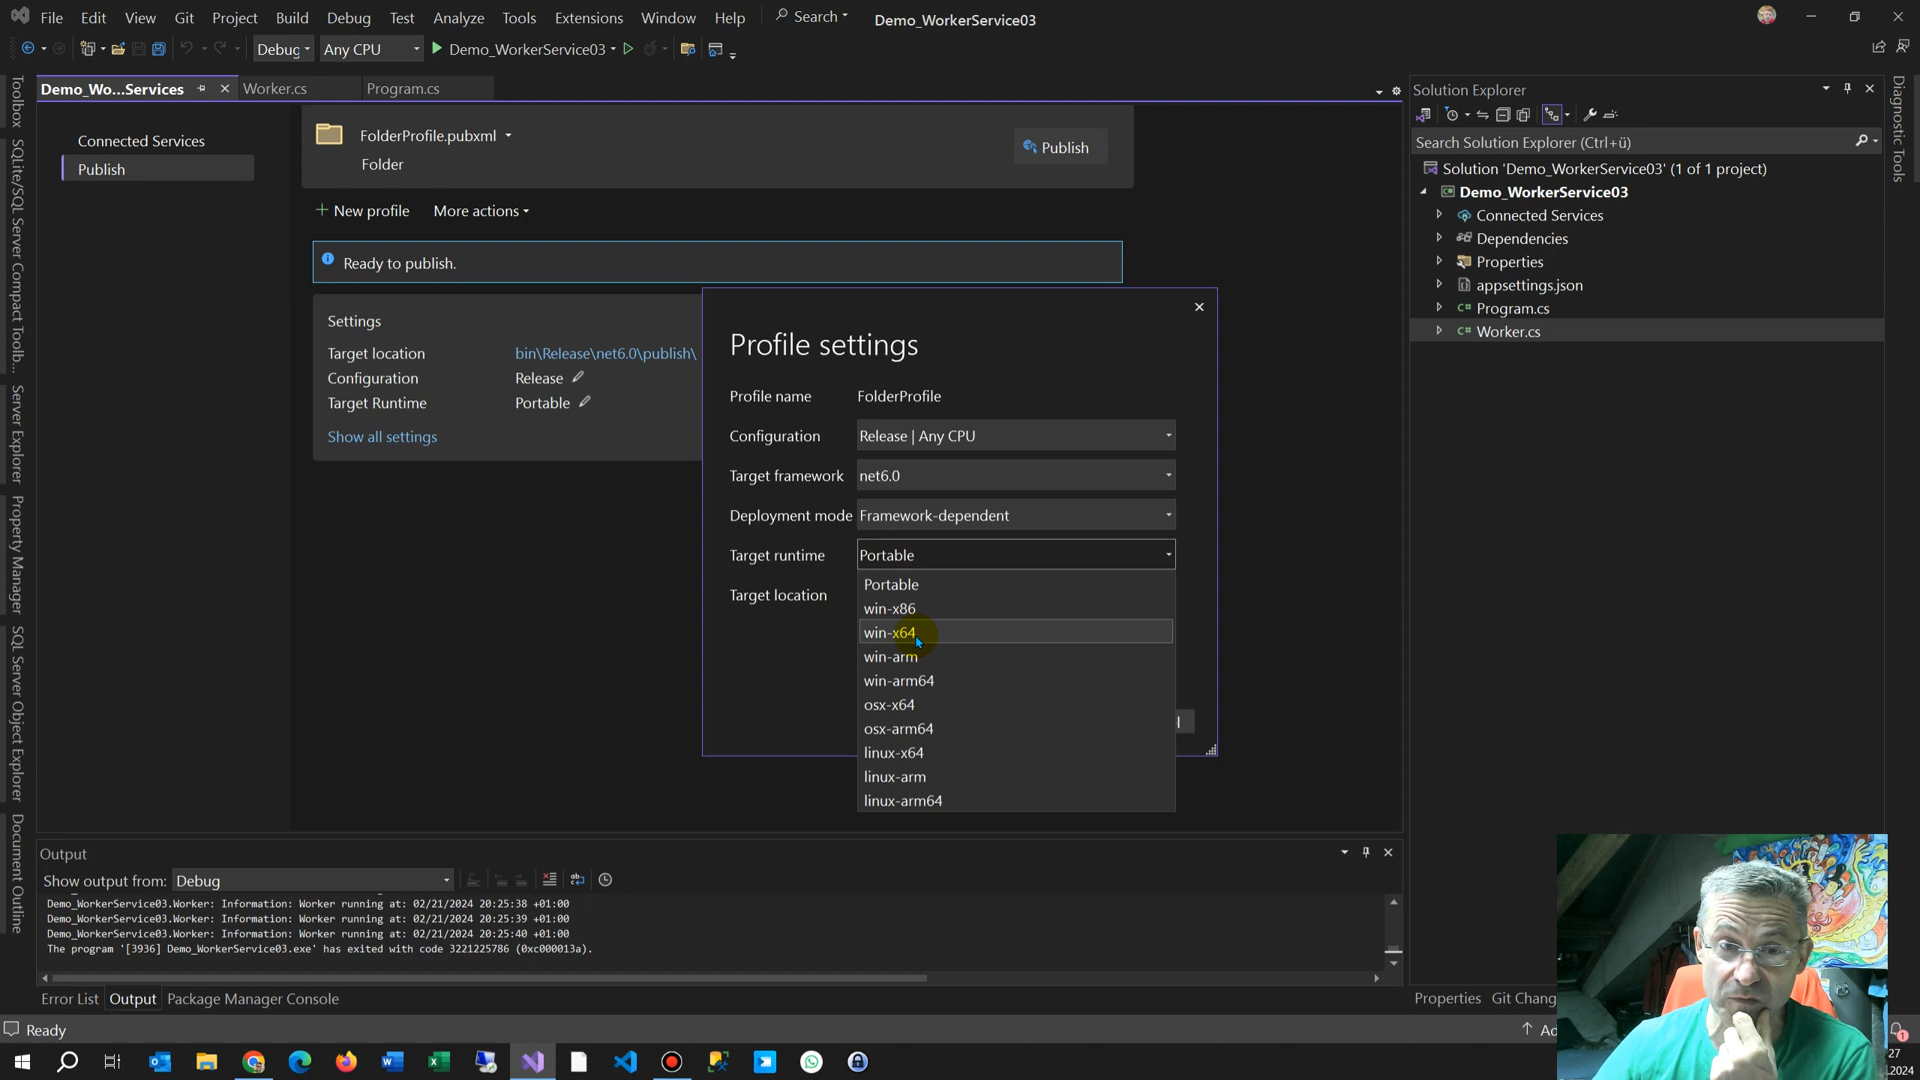 File Edit View Git Project Build Debug Test Analyze Tools Extensions Window Help Search Demo_WorkerService03
Debug Any CPU Demo_WorkerService03
Demo_Wo...Services Worker.cs Program.cs
Connected Services
Publish
FolderProfile.pubxml
Folder
Publish
New profile More actions
Ready to publish.
Settings
Target location bin\Release\net6.0\publish\
Configuration Release
Target Runtime Portable
Show all settings
Profile settings
Profile name FolderProfile
Configuration Release | Any CPU
Target framework net6.0
Deployment mode Framework-dependent
Target runtime Portable
Target location
Portable
win-x86
win-x64
win-arm
win-arm64
osx-x64
osx-arm64
linux-x64
linux-arm
linux-arm64
Solution Explorer
Search Solution Explorer (Ctrl+ü)
Solution 'Demo_WorkerService03' (1 of 1 project)
Demo_WorkerService03
Connected Services
Dependencies
Properties
appsettings.json
C# Program.cs
C# Worker.cs
Toolbox
SQLite/SQL Server Compact Toolb...
Server Explorer
Property Manager
SQL Server Object Explorer
Document Outline
Diagnostic Tools
Output
Show output from: Debug
Demo_WorkerService03.Worker: Information: Worker running at: 02/21/2024 20:25:38 +01:00
Demo_WorkerService03.Worker: Information: Worker running at: 02/21/2024 20:25:39 +01:00
Demo_WorkerService03.Worker: Information: Worker running at: 02/21/2024 20:25:40 +01:00
The program '[3936] Demo_WorkerService03.exe' has exited with code 3221225786 (0xc000013a).
Error List Output Package Manager Console
Properties Git Chang
Ready
Ad
1
27
.2024